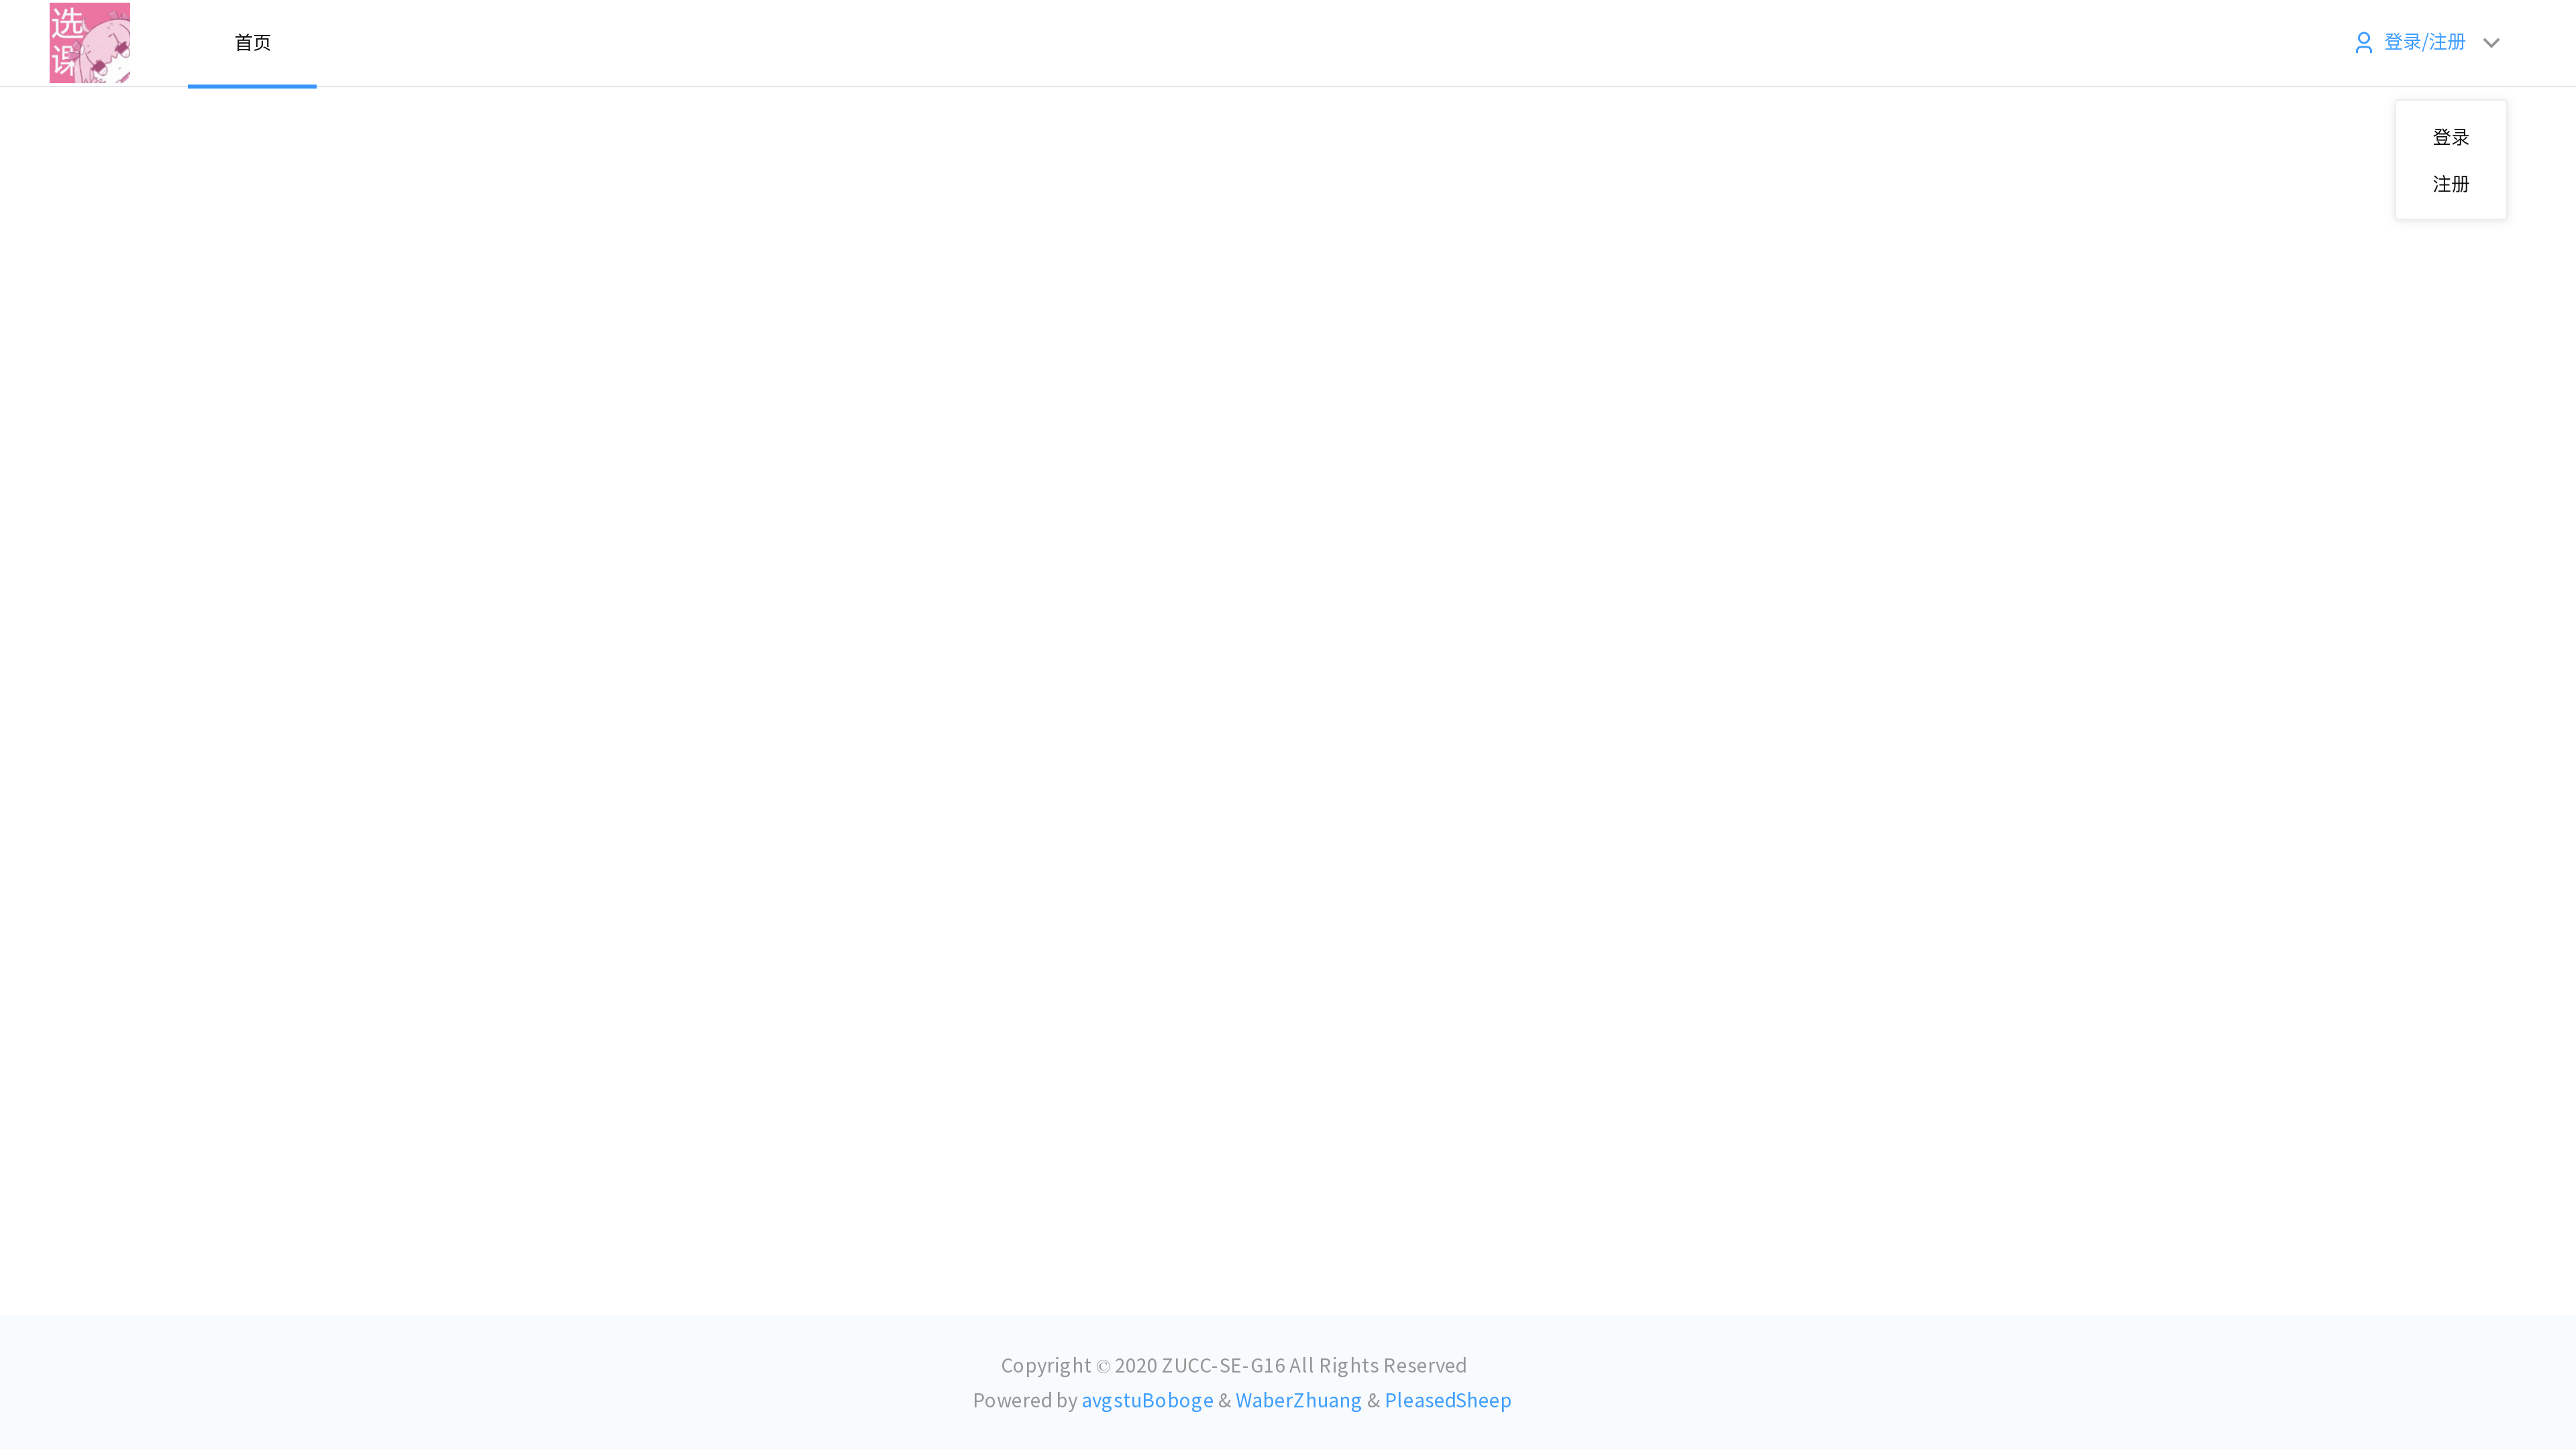 选课
首页
登录/注册
登录
注册
Copyright © 2020 ZUCC-SE-G16 All Rights Reserved
Powered by avgstuBoboge & WaberZhuang & PleasedSheep